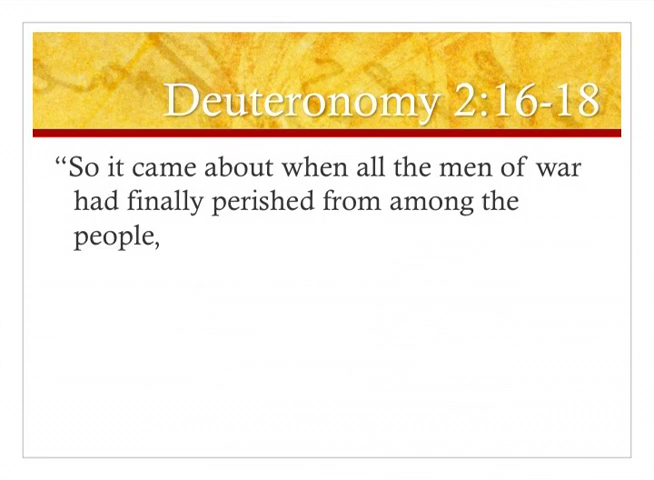 Deuteronomy 2:16-18
“So it came about when all the men of war
had finally perished from among the
people,